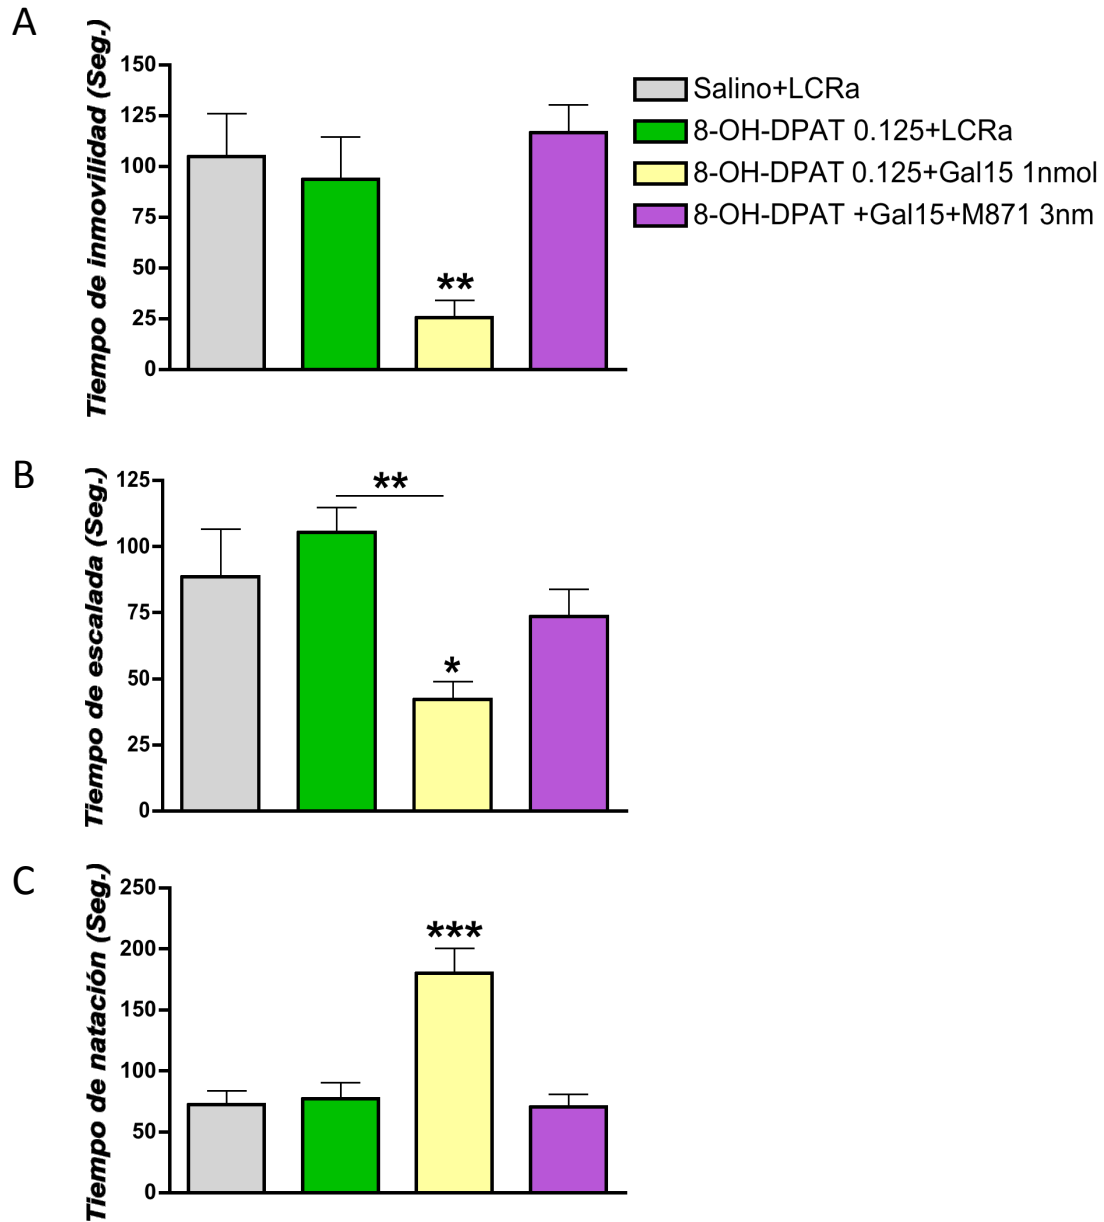 A
Tiempo de inmovilidad (Seg.)
150
125
100
75
50
25
0
**
Salino+LCRa
8-OH-DPAT 0.125+LCRa
8-OH-DPAT 0.125+Gal15 1nmol
8-OH-DPAT +Gal15+M871 3nm
B
Tiempo de escalada (Seg.)
125
100
75
50
25
0
**
*
C
Tiempo de natación (Seg.)
250
200
150
100
50
0
***